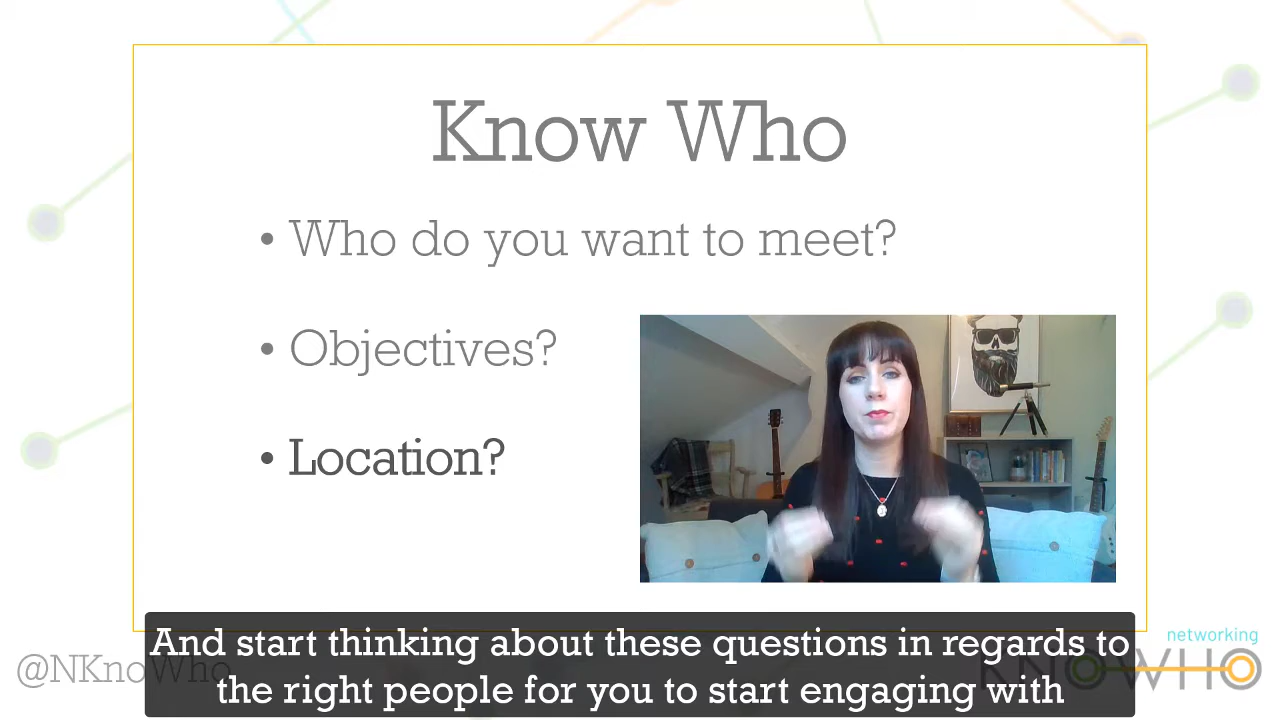 Know Who
• Who do you want to meet?
• Objectives?
• Location?
And start thinking about these questions in regards to
the right people for you to start engaging with
@NKnoWho
networking
KNOWHO